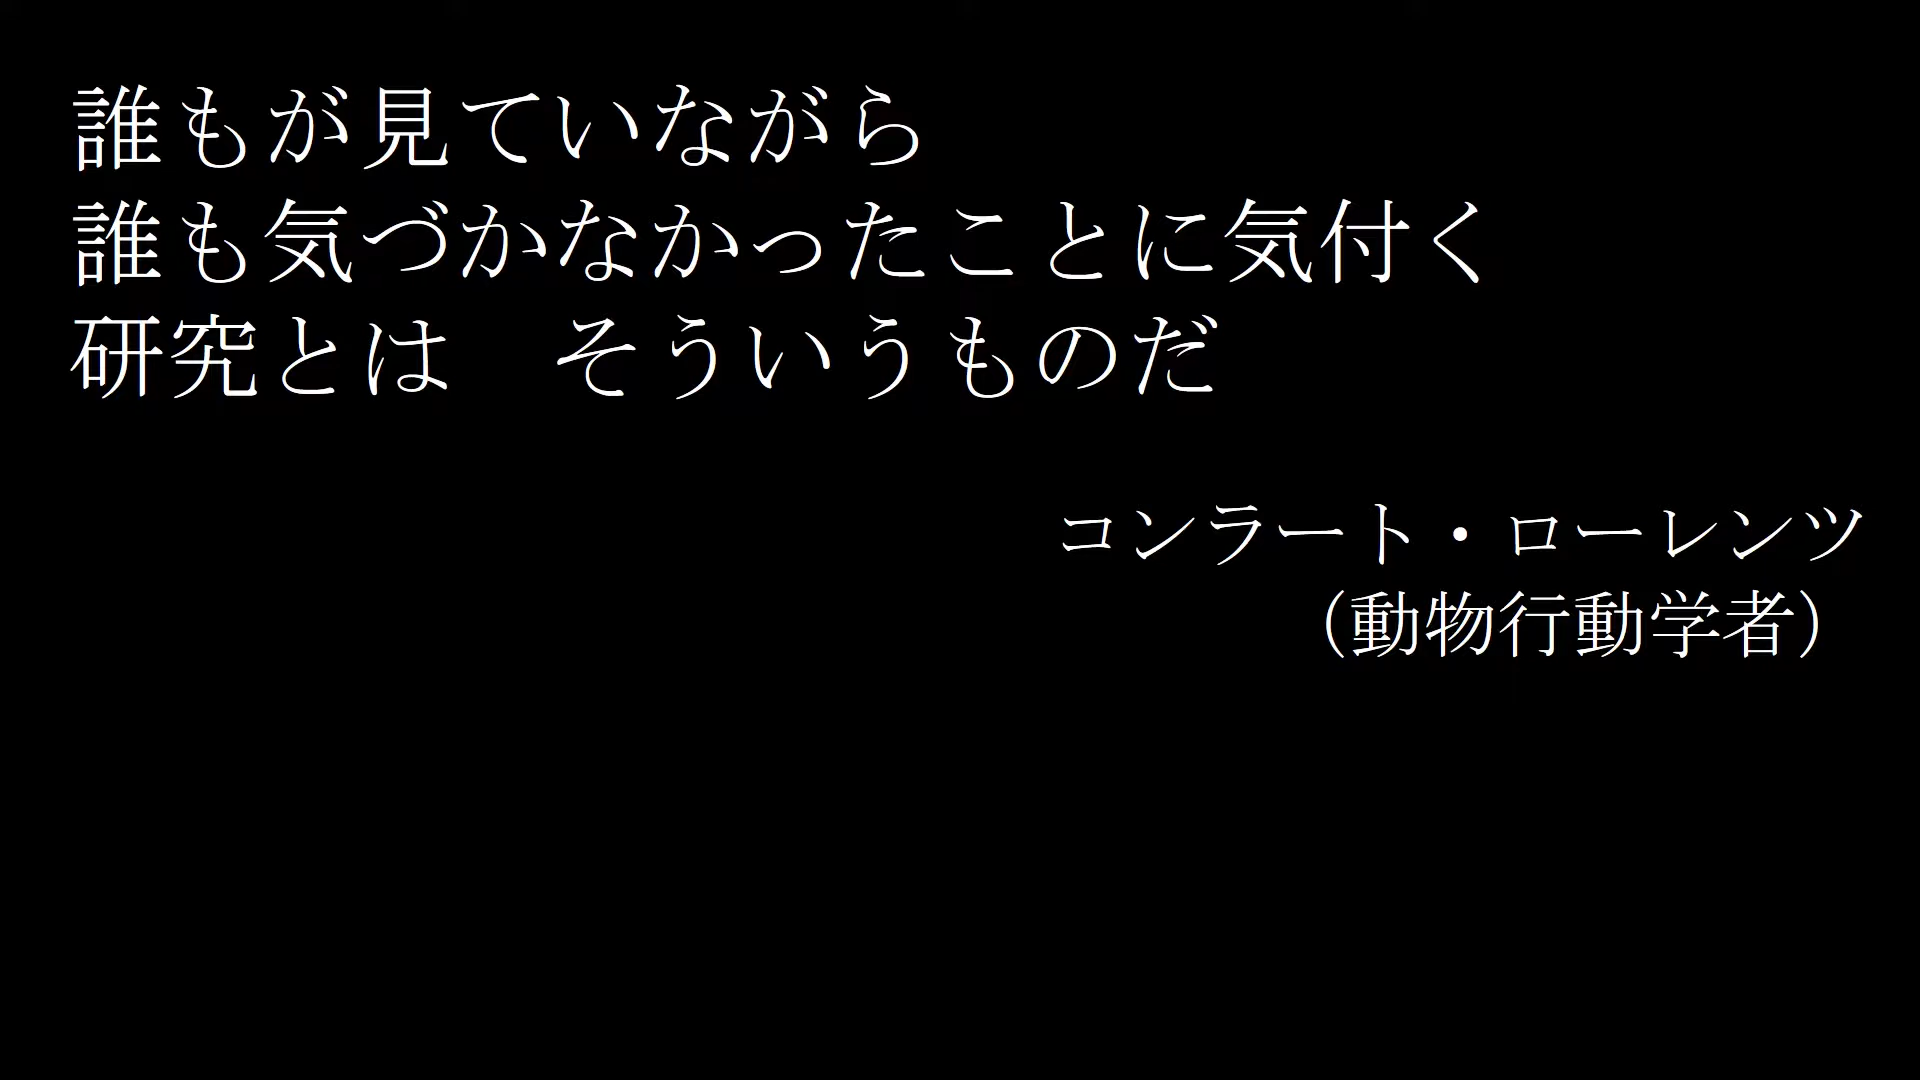 誰もが見ていながら
誰も気づかなかったことに気付く
研究とは　そういうものだ
コンラート・ローレンツ
（動物行動学者）